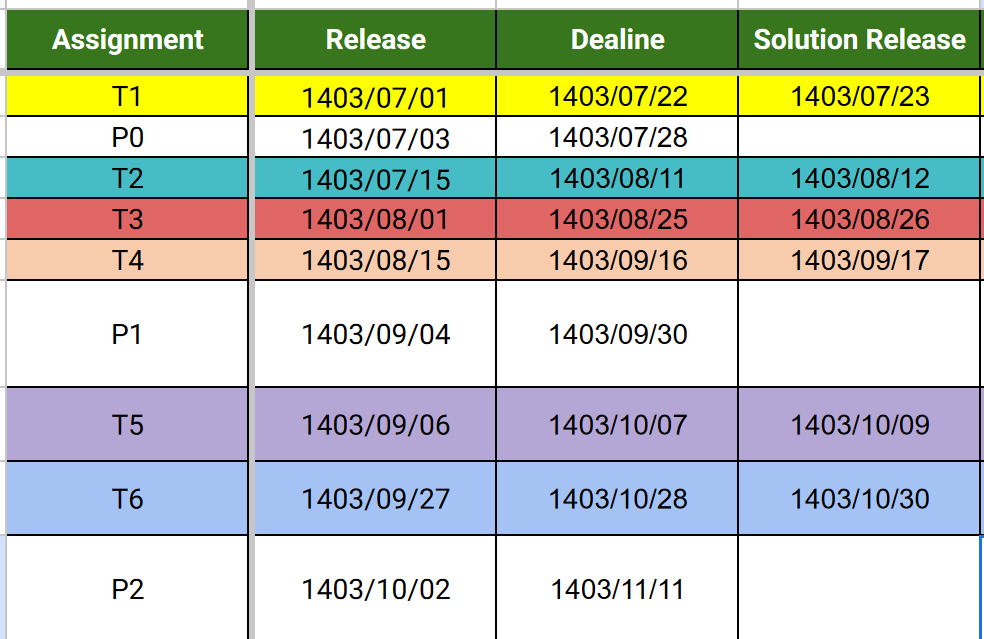 Assignment Release Dealine Solution Release
T1 1403/07/01 1403/07/22 1403/07/23
P0 1403/07/03 1403/07/28
T2 1403/07/15 1403/08/11 1403/08/12
T3 1403/08/01 1403/08/25 1403/08/26
T4 1403/08/15 1403/09/16 1403/09/17
P1 1403/09/04 1403/09/30
T5 1403/09/06 1403/10/07 1403/10/09
T6 1403/09/27 1403/10/28 1403/10/30
P2 1403/10/02 1403/11/11